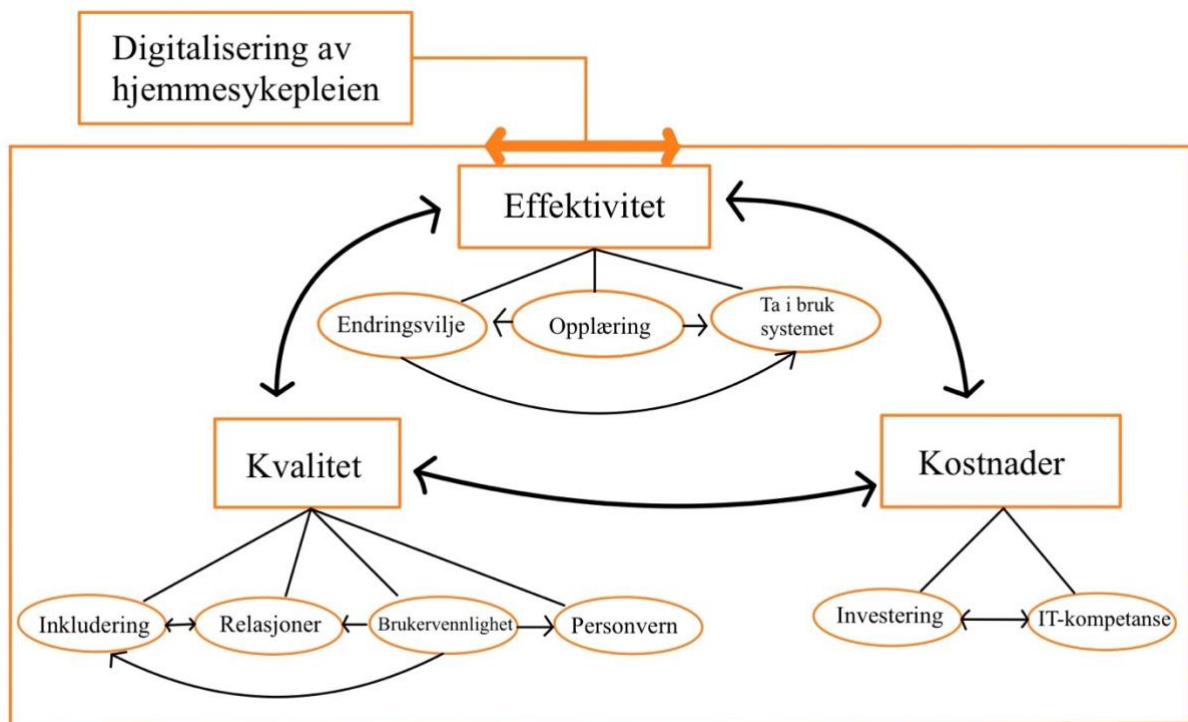 Digitalisering av
hjemmesykepleien
Effektivitet
Endringsvilje
Opplæring
Ta i bruk
systemet
Kvalitet
Kostnader
Inkludering
Relasjoner
Brukervennlighet
Personvern
Investering
IT-kompetanse